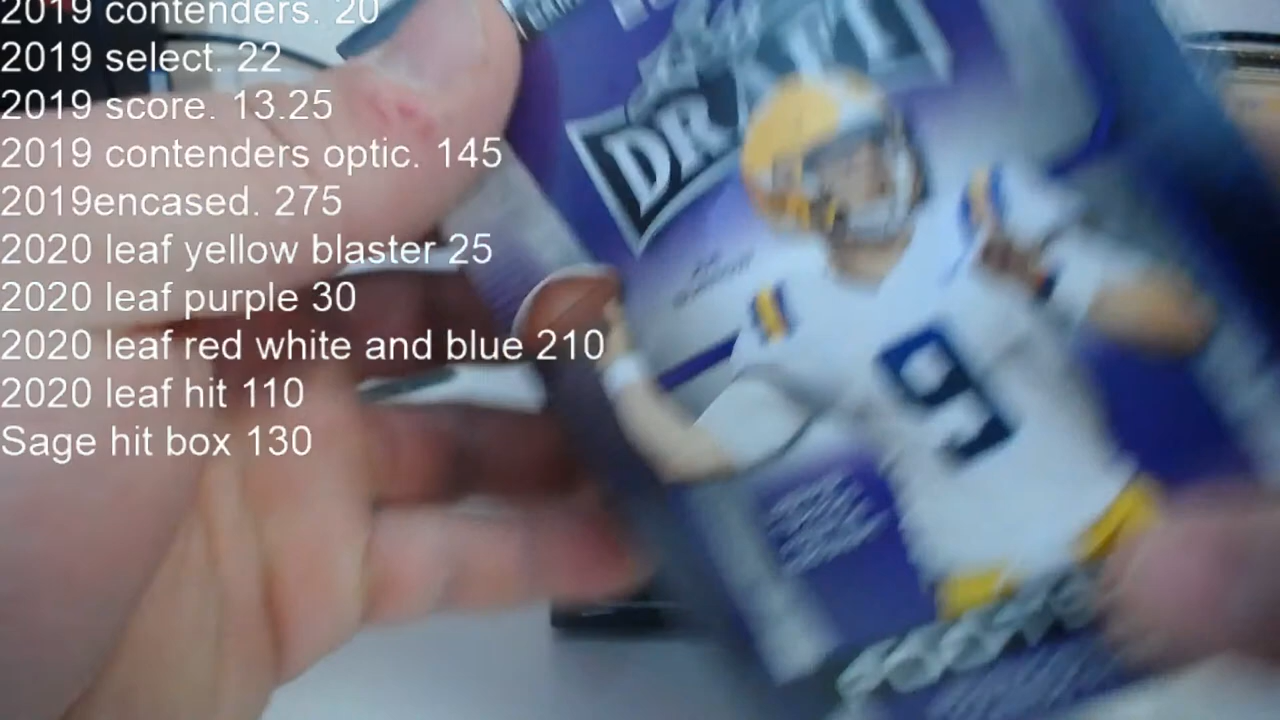 2019 contenders. 20
2019 select. 22
2019 score. 13.25
2019 contenders optic. 145
2019encased. 275
2020 leaf yellow blaster 25
2020 leaf purple 30
2020 leaf red white and blue 210
2020 leaf hit 110
Sage hit box 130
DRAFT
9